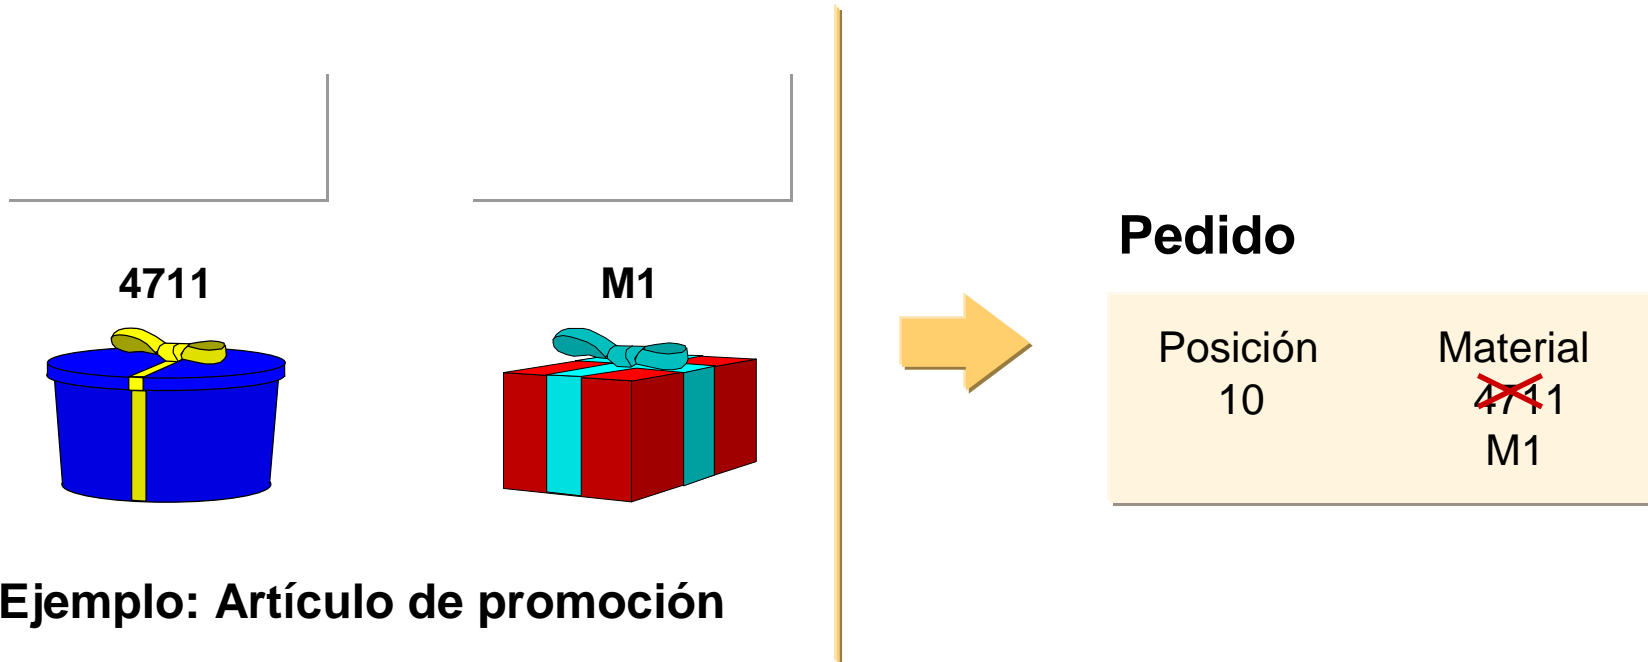 4711
M1
Ejemplo: Artículo de promoción
Pedido
Posición Material
10 4711
M1